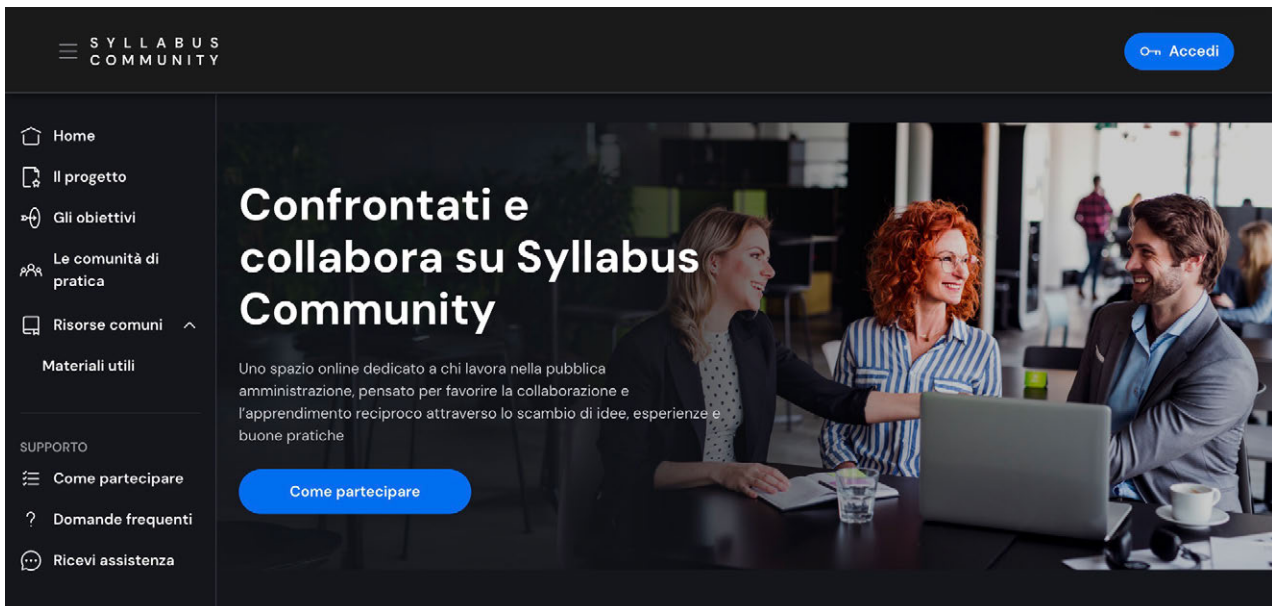 SYLLABUS
COMMUNITY
Accedi
Home
Il progetto
Gli obiettivi
Le comunità di
pratica
Risorse comuni
Materiali utili
SUPPORTO
Come partecipare
Domande frequenti
Ricevi assistenza
Confrontati e
collabora su Syllabus
Community
Uno spazio online dedicato a chi lavora nella pubblica
amministrazione, pensato per favorire la collaborazione e
l'apprendimento reciproco attraverso lo scambio di idee, esperienze e
buone pratiche
Come partecipare